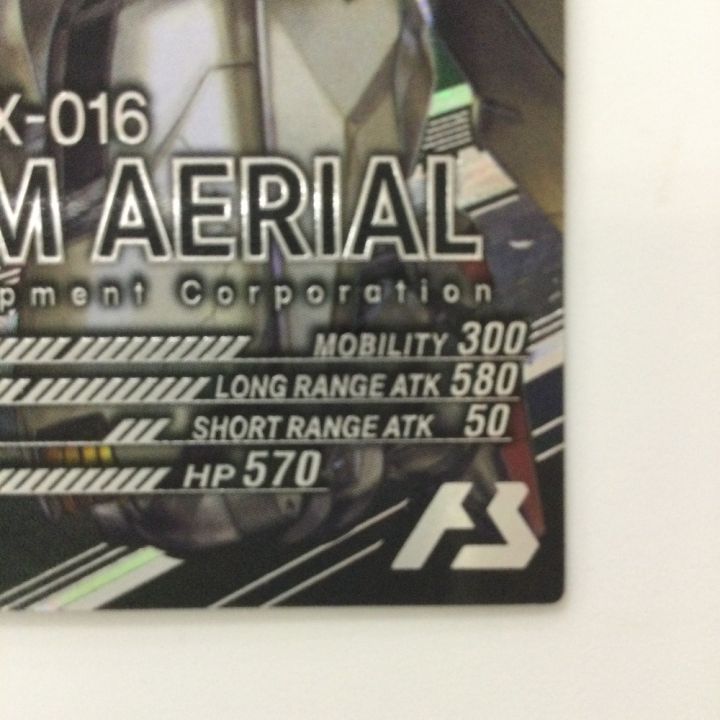 X-016
M AERIAL
pment Corporation
MOBILITY 300
LONG RANGE ATK 580
SHORT RANGE ATK 50
HP 570